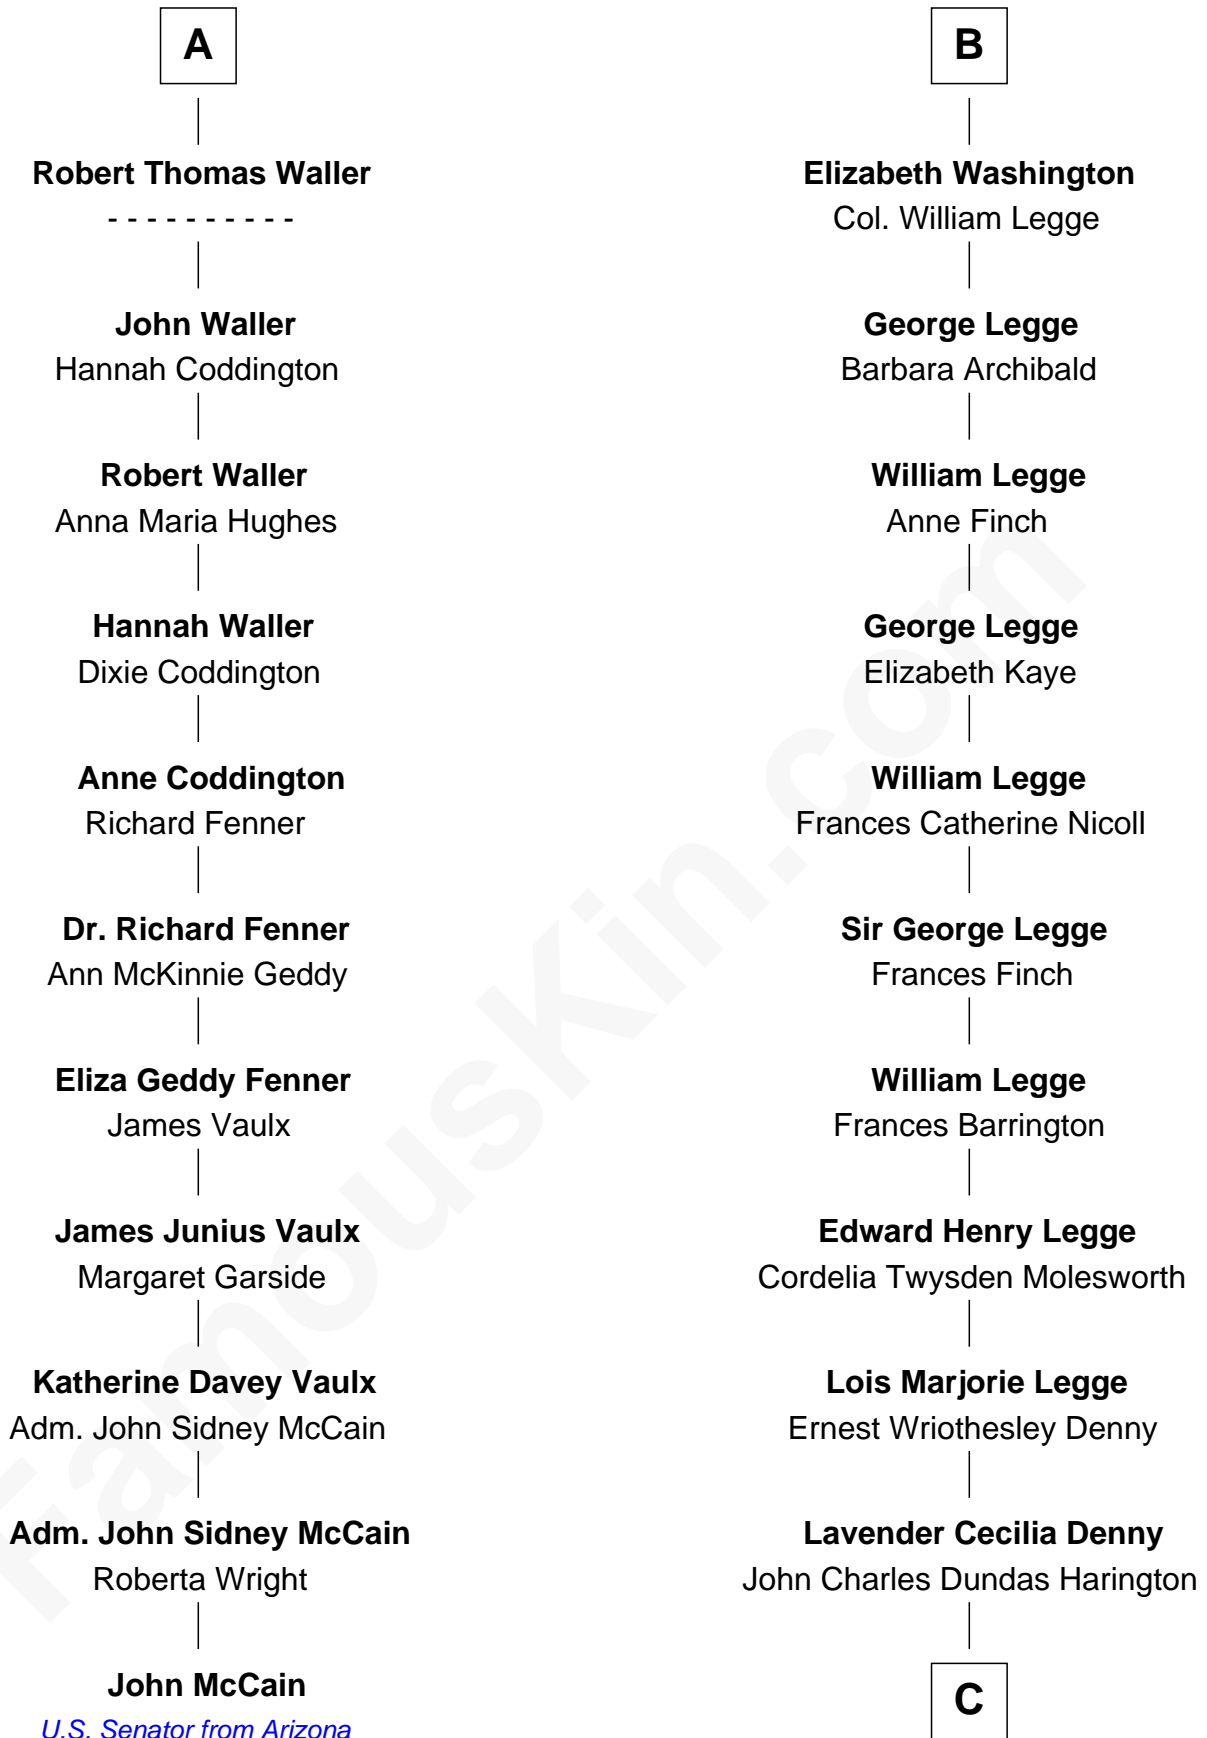 A
Robert Thomas Waller
- - - - - - - - - -
John Waller
Hannah Coddington
Robert Waller
Anna Maria Hughes
Hannah Waller
Dixie Coddington
Anne Coddington
Richard Fenner
Dr. Richard Fenner
Ann McKinnie Geddy
Eliza Geddy Fenner
James Vaulx
James Junius Vaulx
Margaret Garside
Katherine Davey Vaulx
Adm. John Sidney McCain
Adm. John Sidney McCain
Roberta Wright
John McCain
U.S. Senator from Arizona
B
Elizabeth Washington
Col. William Legge
George Legge
Barbara Archibald
William Legge
Anne Finch
George Legge
Elizabeth Kaye
William Legge
Frances Catherine Nicoll
Sir George Legge
Frances Finch
William Legge
Frances Barrington
Edward Henry Legge
Cordelia Twysden Molesworth
Lois Marjorie Legge
Ernest Wriothesley Denny
Lavender Cecilia Denny
John Charles Dundas Harington
C
FamousKin.com